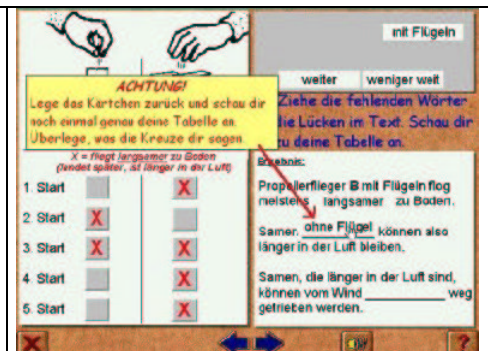 mit Flügeln
weiter
weniger weit
ACHTUNG!
Lege das Kärtchen zurück und schau dir
noch einmal genau deine Tabelle an.
Überlege, was die Kreuze dir sagen.
Ziehe die fehlenden Wörter
die Lücken im Text. Schau dir
zu deine Tabelle an.
X = fliegt langsamer zu Boden
(landet später, ist länger in der Luft)
1. Start
X
2. Start
X
3. Start
X
X
4. Start
X
5. Start
X
Ergebnis:
Propellerflieger B mit Flügeln flog
meistens langsamer zu Boden.
Samen ohne Flügel können also
länger in der Luft bleiben.
Samen, die länger in der Luft sind,
können vom Wind __________ weg
getrieben werden.
X
?